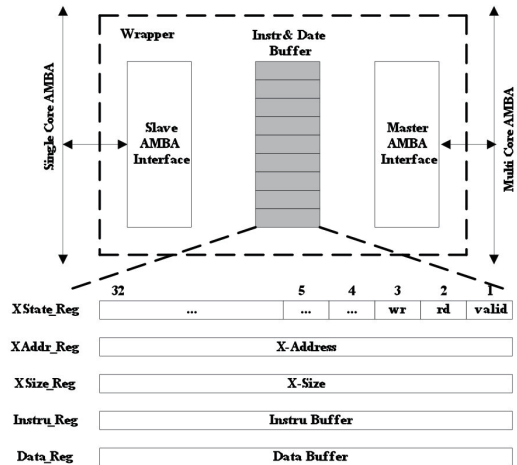 Wrapper
Instr& Date
Buffer
Single Core AMBA
Slave
AMBA
Interface
Master
AMBA
Interface
Multi Core AMBA
32 5 4 3 2 1
XState_Reg ... ... ... wr rd valid
XAddr_Reg X-Address
XSize_Reg X-Size
Instru_Reg Instru Buffer
Data_Reg Data Buffer